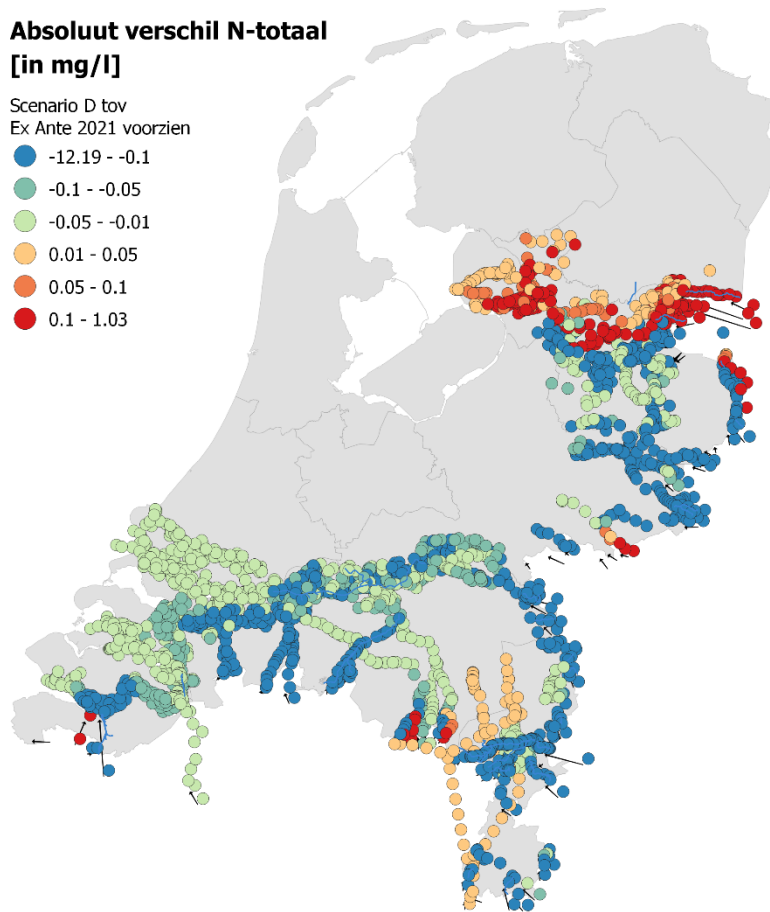 Absoluut verschil N-totaal
[in mg/l]
Scenario D tov
Ex Ante 2021 voorzien
-12.19 - -0.1
-0.1 - -0.05
-0.05 - -0.01
0.01 - 0.05
0.05 - 0.1
0.1 - 1.03